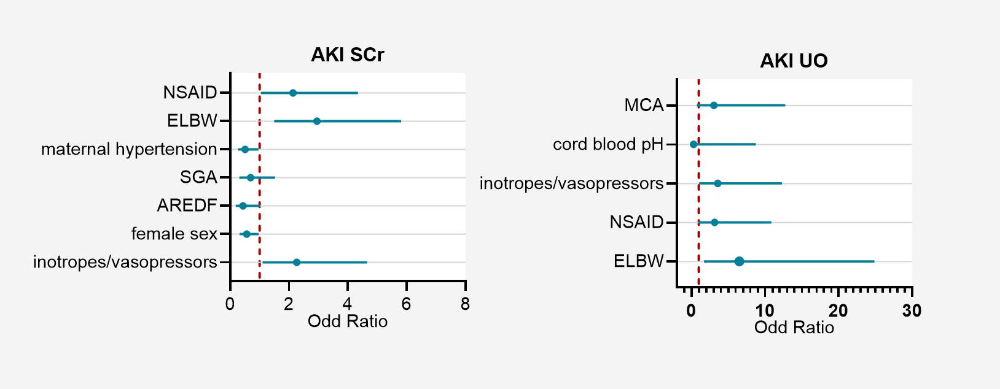 AKI SCr
NSAID
ELBW
maternal hypertension
SGA
AREDF
female sex
inotropes/vasopressors
0 2 4 6 8
Odd Ratio
AKI UO
MCA
cord blood pH
inotropes/vasopressors
NSAID
ELBW
0 10 20 30
Odd Ratio